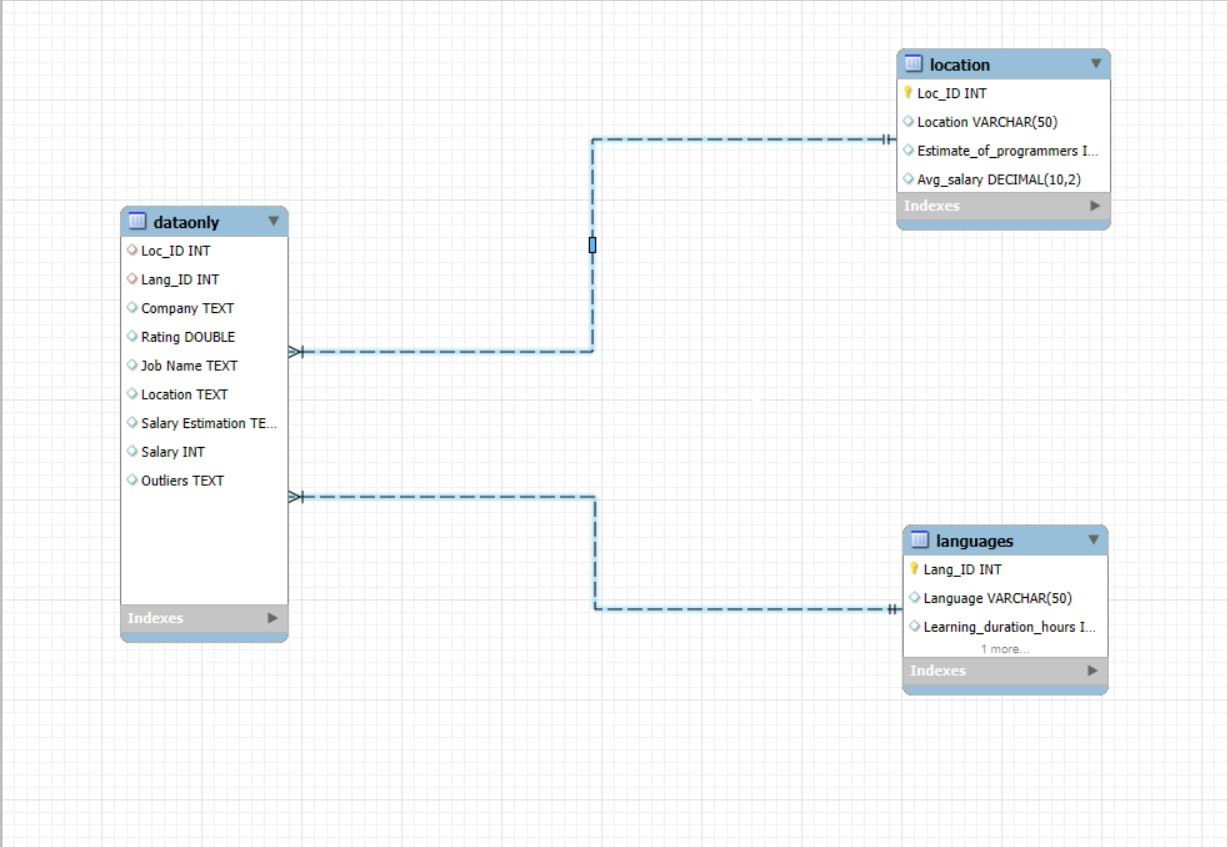 location
Loc_ID INT
Location VARCHAR(50)
Estimate_of_programmers I...
Avg_salary DECIMAL(10,2)
Indexes
dataonly
Loc_ID INT
Lang_ID INT
Company TEXT
Rating DOUBLE
Job Name TEXT
Location TEXT
Salary Estimation TE...
Salary INT
Outliers TEXT
Indexes
languages
Lang_ID INT
Language VARCHAR(50)
Learning_duration_hours I...
1 more...
Indexes